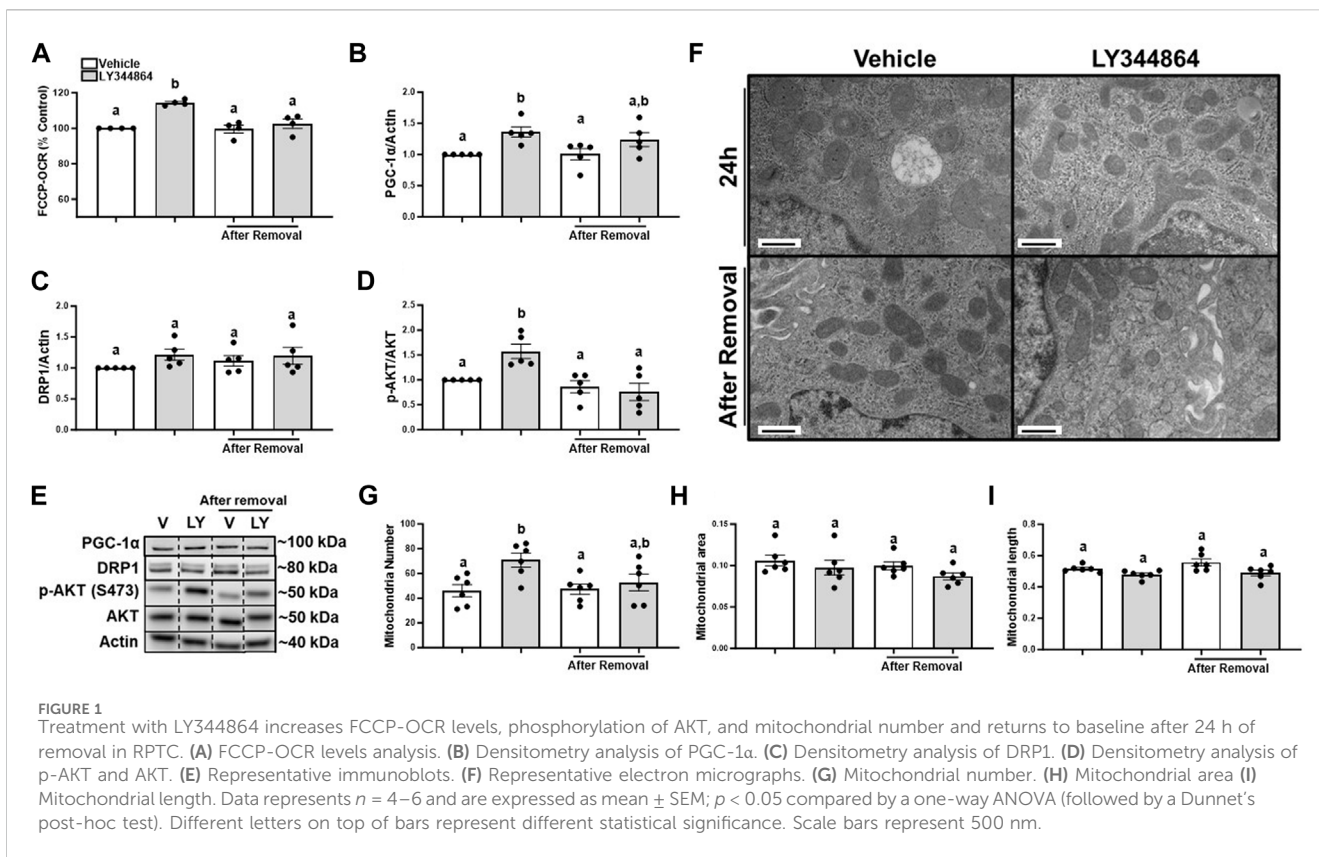 A
Vehicle
LY344864
FCCP-OCR (% Control)
120
100
80
60
a
b
a
a
After Removal
B
PGC-1α/Actin
2.0
1.5
1.0
0.5
0.0
a
b
a
a,b
After Removal
C
DRP1/Actin
2.0
1.5
1.0
0.5
0.0
a
a
a
a
After Removal
D
p-AKT/AKT
2.0
1.5
1.0
0.5
0.0
a
b
a
a
After Removal
E
After removal
V LY V LY
PGC-1α ~100 kDa
DRP1 ~80 kDa
p-AKT (S473) ~50 kDa
AKT ~50 kDa
Actin ~40 kDa
F
Vehicle LY344864
24h
After Removal
G
Mitochondria Number
100
80
60
40
20
0
a
b
a
a,b
After Removal
H
Mitochondrial area
0.15
0.10
0.05
0.00
a
a
a
a
After Removal
I
Mitochondrial length
0.8
0.6
0.4
0.2
0.0
a
a
a
a
After Removal
FIGURE 1
Treatment with LY344864 increases FCCP-OCR levels, phosphorylation of AKT, and mitochondrial number and returns to baseline after 24 h of
removal in RPTC. (A) FCCP-OCR levels analysis. (B) Densitometry analysis of PGC-1α. (C) Densitometry analysis of DRP1. (D) Densitometry analysis of
p-AKT and AKT. (E) Representative immunoblots. (F) Representative electron micrographs. (G) Mitochondrial number. (H) Mitochondrial area (I)
Mitochondrial length. Data represents n = 4–6 and are expressed as mean ± SEM; p < 0.05 compared by a one-way ANOVA (followed by a Dunnet's
post-hoc test). Different letters on top of bars represent different statistical significance. Scale bars represent 500 nm.